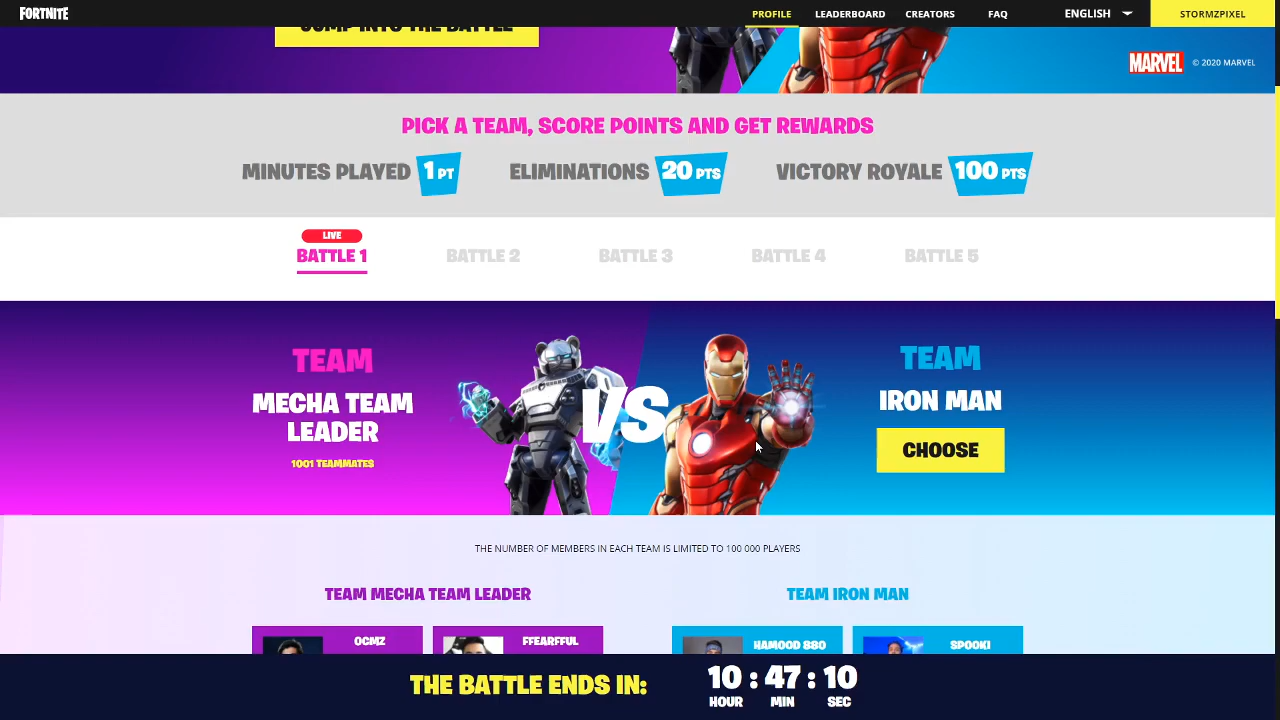 FORTNITE
PROFILE LEADERBOARD CREATORS FAQ ENGLISH STORMZPIXEL
JUMP INTO THE BATTLE
MARVEL © 2020 MARVEL
PICK A TEAM, SCORE POINTS AND GET REWARDS
MINUTES PLAYED 1 PT ELIMINATIONS 20 PTS VICTORY ROYALE 100 PTS
LIVE
BATTLE 1 BATTLE 2 BATTLE 3 BATTLE 4 BATTLE 5
TEAM
MECHA TEAM
LEADER
1001 TEAMMATES
VS
TEAM
IRON MAN
CHOOSE
THE NUMBER OF MEMBERS IN EACH TEAM IS LIMITED TO 100 000 PLAYERS
TEAM MECHA TEAM LEADER TEAM IRON MAN
OCMZ FFEARFFUL HAMOOD 880 SPOOKI
THE BATTLE ENDS IN: 10 : 47 : 10
HOUR MIN SEC